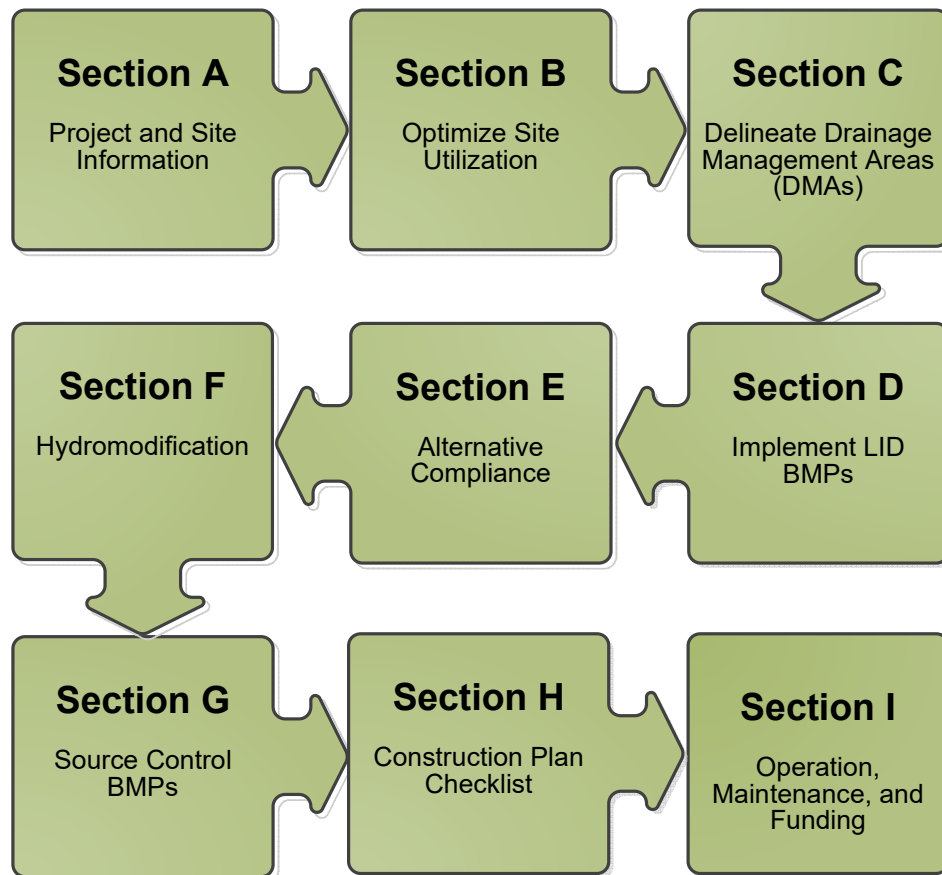 Section A
Project and Site
Information
Section B
Optimize Site
Utilization
Section C
Delineate Drainage
Management Areas
(DMAs)
Section D
Implement LID
BMPs
Section E
Alternative
Compliance
Section F
Hydromodification
Section G
Source Control
BMPs
Section H
Construction Plan
Checklist
Section I
Operation,
Maintenance, and
Funding